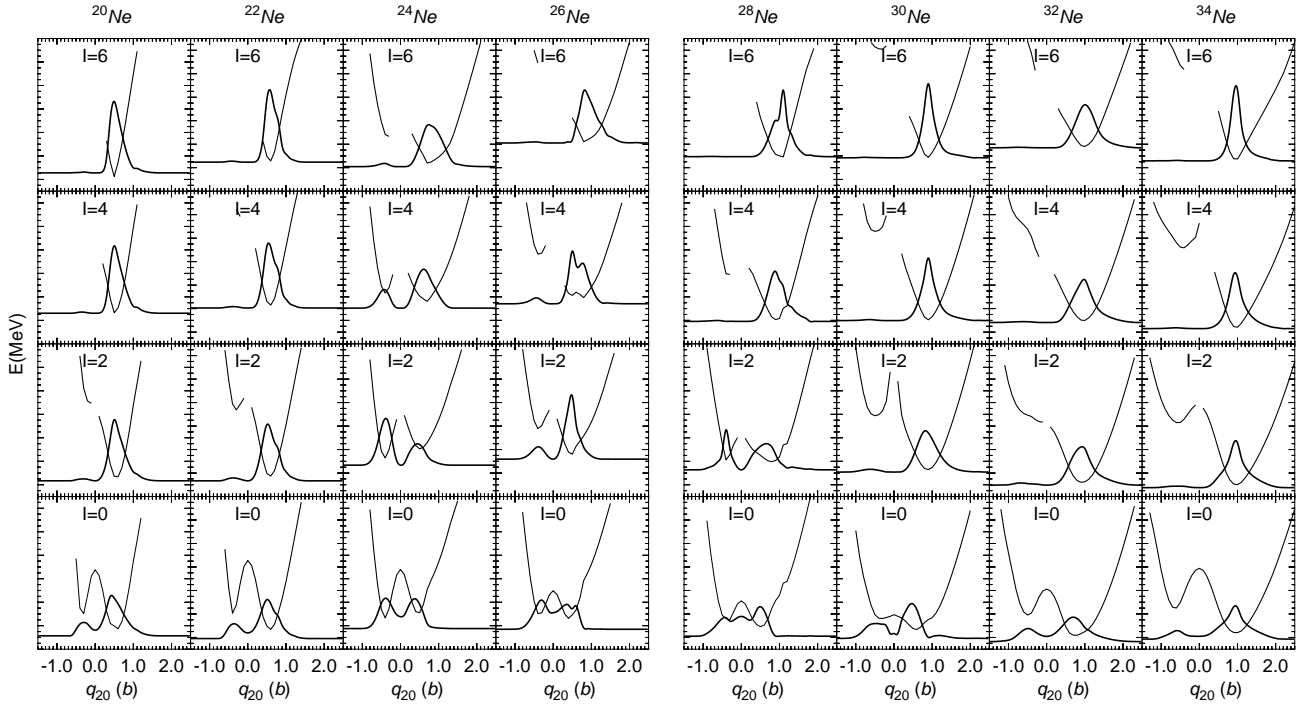 20Ne 22Ne 24Ne 26Ne 28Ne 30Ne 32Ne 34Ne
I=6 I=6 I=6 I=6 I=6 I=6 I=6 I=6
I=4 I=4 I=4 I=4 I=4 I=4 I=4 I=4
E(MeV)
I=2 I=2 I=2 I=2 I=2 I=2 I=2 I=2
I=0 I=0 I=0 I=0 I=0 I=0 I=0 I=0
-1.0 0.0 1.0 2.0 -1.0 0.0 1.0 2.0 -1.0 0.0 1.0 2.0 -1.0 0.0 1.0 2.0 -1.0 0.0 1.0 2.0 -1.0 0.0 1.0 2.0 -1.0 0.0 1.0 2.0 -1.0 0.0 1.0 2.0
q20 (b) q20 (b) q20 (b) q20 (b) q20 (b) q20 (b) q20 (b) q20 (b)